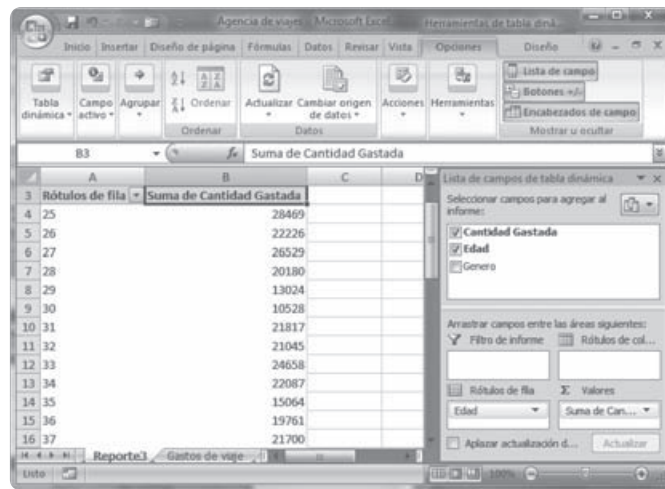 Agencia de viajes - Microsoft Excel
Herramientas de tabla diná...
Inicio Insertar Diseño de página Fórmulas Datos Revisar Vista Opciones Diseño
Tabla dinámica
Campo activo
Agrupar
Ordenar
Ordenar
Actualizar
Cambiar origen de datos
Datos
Acciones
Herramientas
Lista de campo
Botones +/-
Encabezados de campo
Mostrar u ocultar
B3 fx Suma de Cantidad Gastada
A B C D
3 Rótulos de fila Suma de Cantidad Gastada
4 25 28469
5 26 22226
6 27 26529
7 28 20180
8 29 13024
9 30 10528
10 31 21817
11 32 21045
12 33 24658
13 34 22087
14 35 15064
15 36 19761
16 37 21700
Lista de campos de tabla dinámica
Seleccionar campos para agregar al
informe:
Cantidad Gastada
Edad
Genero
Arrastrar campos entre las áreas siguientes:
Filtro de informe Rótulos de col...
Rótulos de fila Σ Valores
Edad Suma de Can...
Aplazar actualización d... Actualizar
Reporte3 Gastos de viaje
Listo 100%